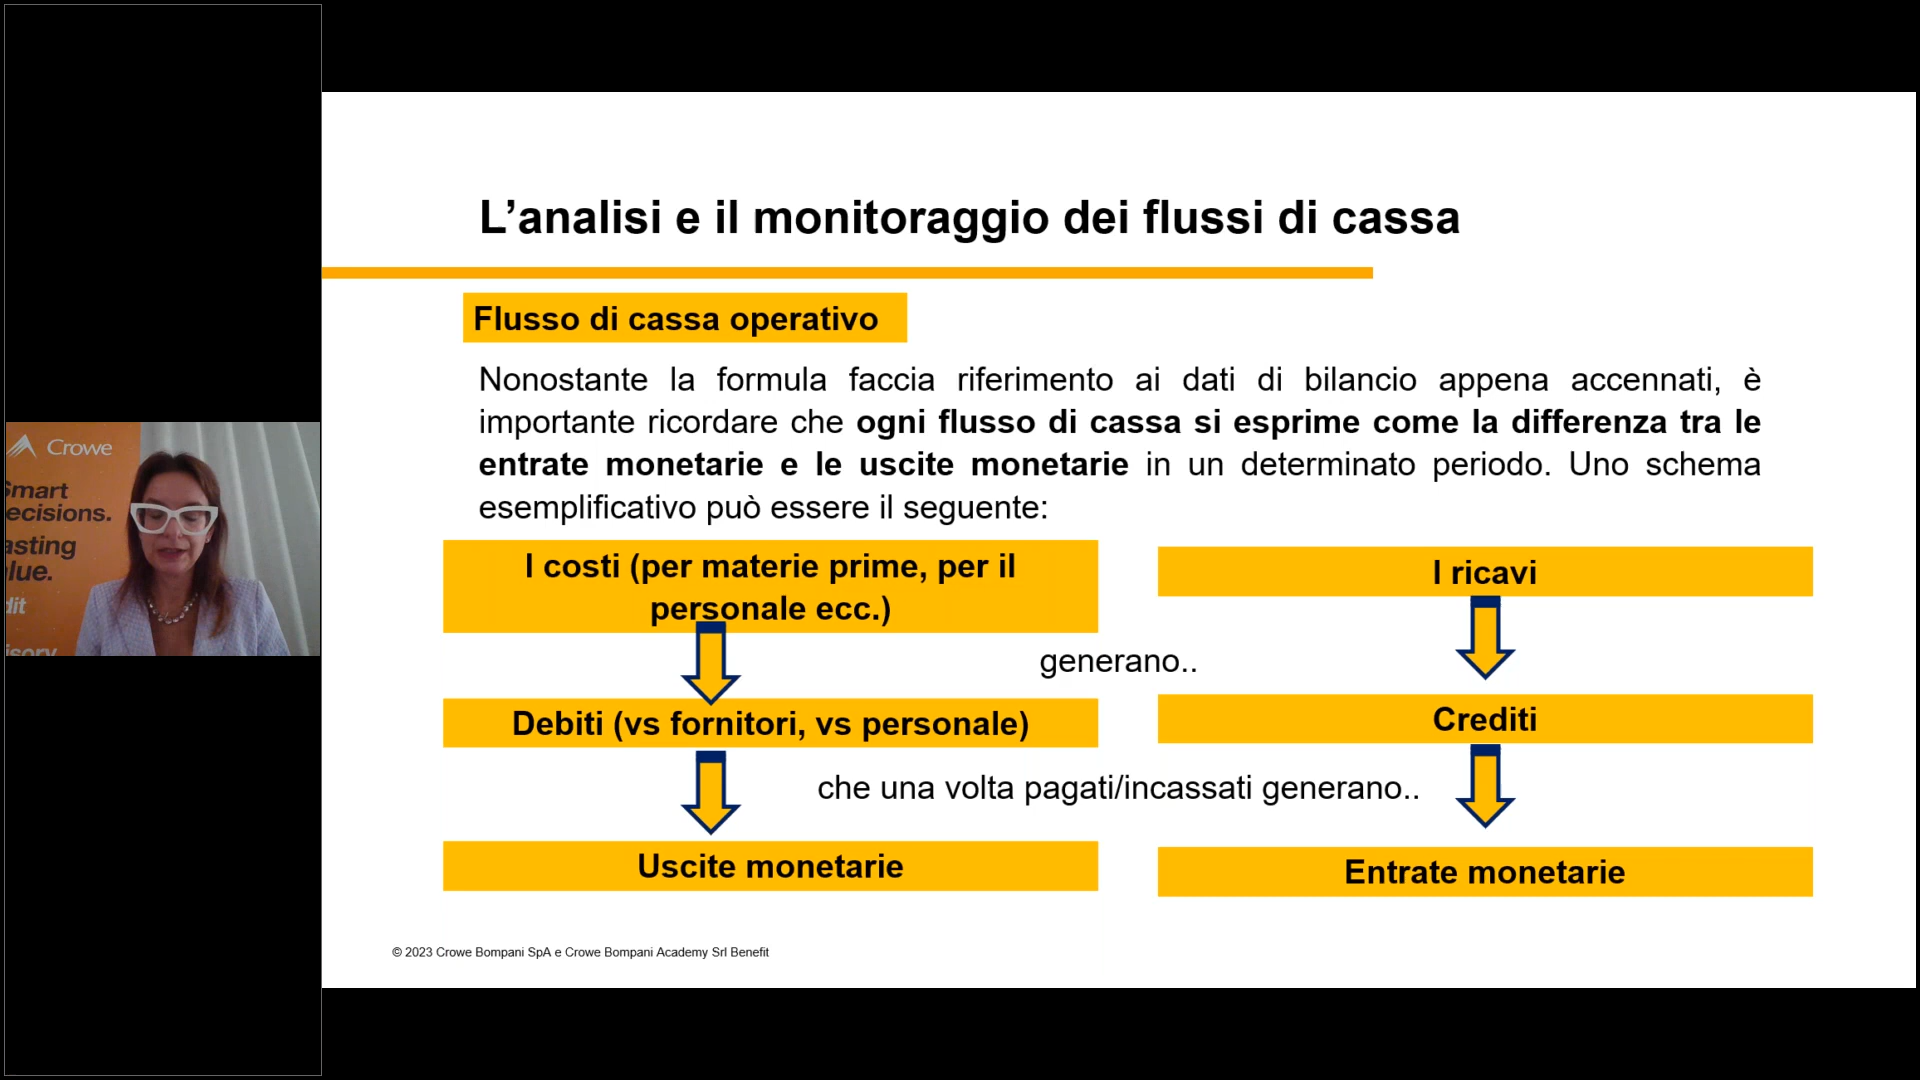 L’analisi e il monitoraggio dei flussi di cassa
Flusso di cassa operativo
Nonostante la formula faccia riferimento ai dati di bilancio appena accennati, è
importante ricordare che ogni flusso di cassa si esprime come la differenza tra le
entrate monetarie e le uscite monetarie in un determinato periodo. Uno schema
esemplificativo può essere il seguente:
I costi (per materie prime, per il
personale ecc.)
I ricavi
generano..
Debiti (vs fornitori, vs personale)
Crediti
che una volta pagati/incassati generano..
Uscite monetarie
Entrate monetarie
© 2023 Crowe Bompani SpA e Crowe Bompani Academy Srl Benefit
Crowe
Smart
ecisions.
asting
lue.
dit
isory